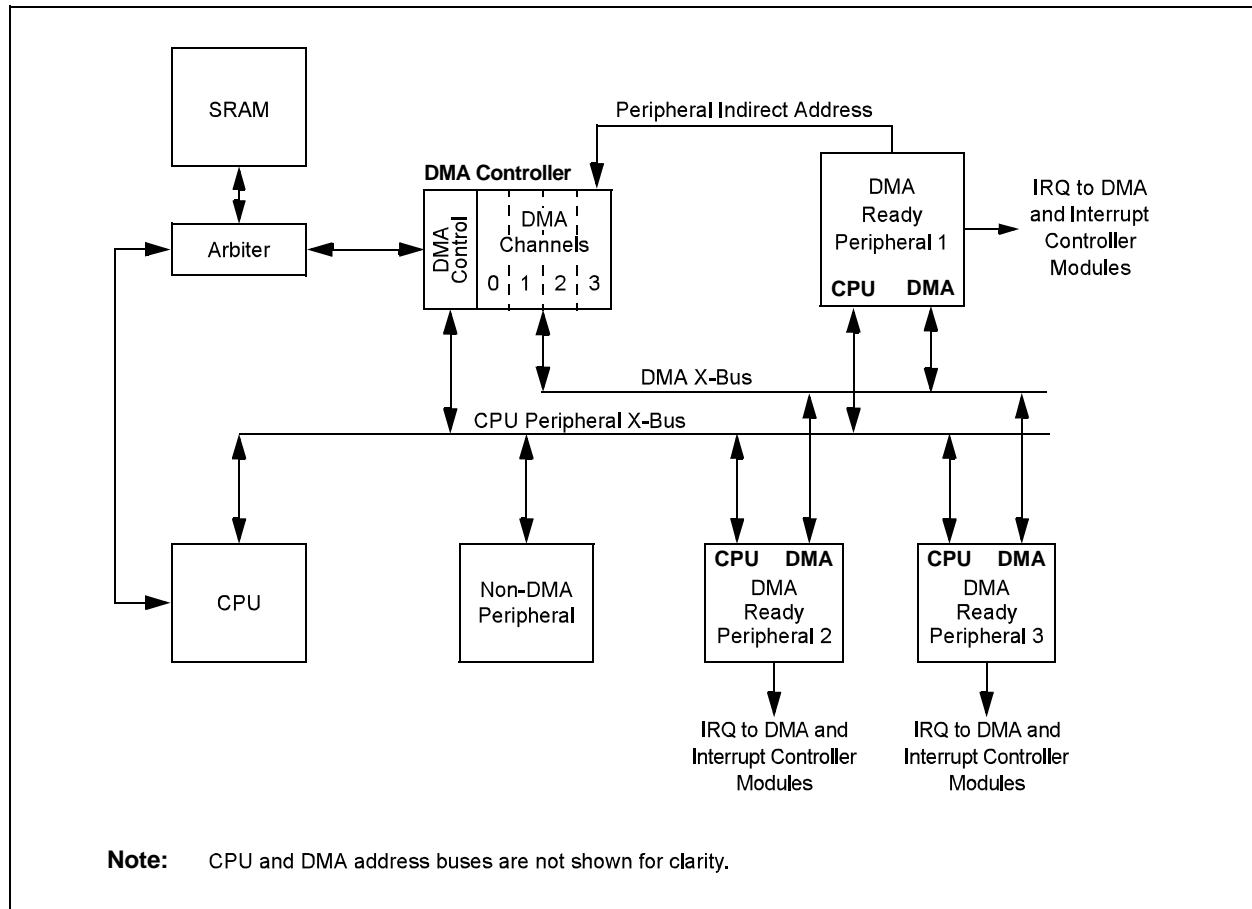 SRAM
Peripheral Indirect Address
DMA Controller
DMA
Ready
Peripheral 1
CPU DMA
IRQ to DMA
and Interrupt
Controller
Modules
Arbiter
DMA
Control
DMA
Channels
0 1 2 3
DMA X-Bus
CPU Peripheral X-Bus
CPU
Non-DMA
Peripheral
CPU DMA
DMA
Ready
Peripheral 2
CPU DMA
DMA
Ready
Peripheral 3
IRQ to DMA and
Interrupt Controller
Modules
IRQ to DMA and
Interrupt Controller
Modules
Note: CPU and DMA address buses are not shown for clarity.